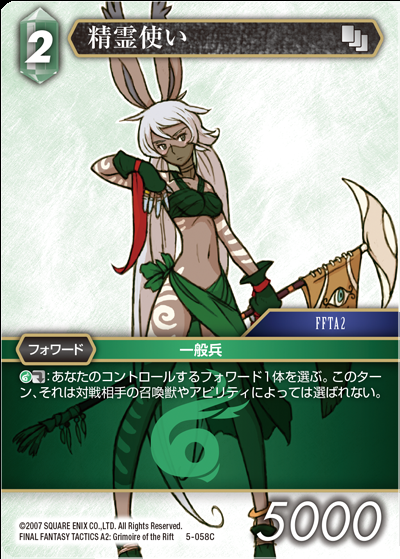 2
精霊使い
FFTA2
フォワード
一般兵
:あなたのコントロールするフォワード1体を選ぶ。このター
ン、それは対戦相手の召喚獣やアビリティによっては選ばれない。
©2007 SQUARE ENIX CO.,LTD. All Rights Reserved.
FINAL FANTASY TACTICS A2: Grimoire of the Rift 5-058C
5000